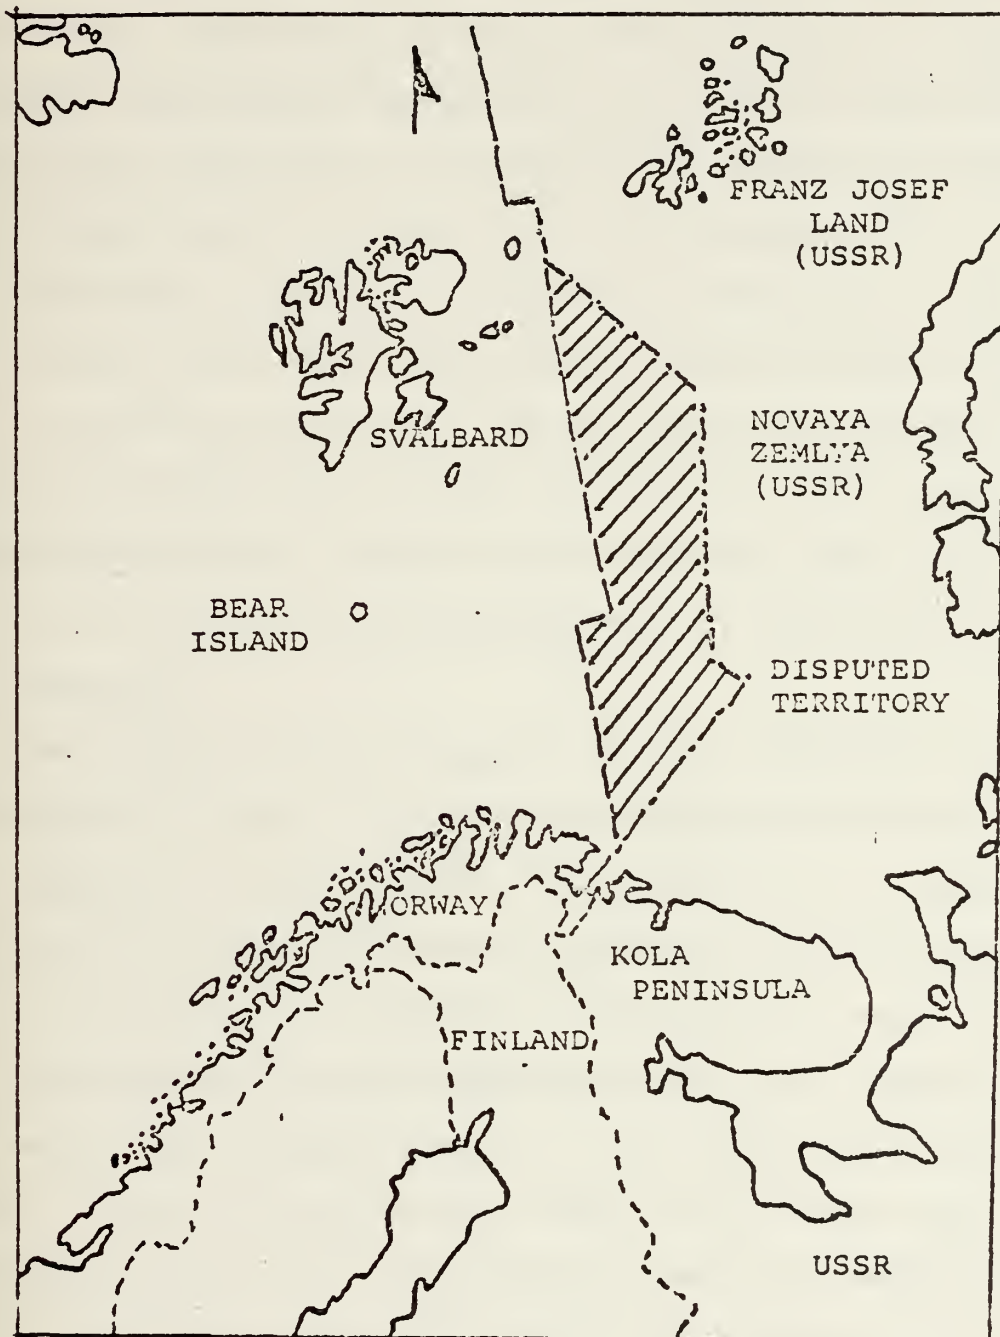 FRANZ JOSEF
LAND
(USSR)
SVALBARD
NOVAYA
ZEMLYA
(USSR)
BEAR
ISLAND
DISPUTED
TERRITORY
ORWAY
KOLA
PENINSULA
FINLAND
USSR